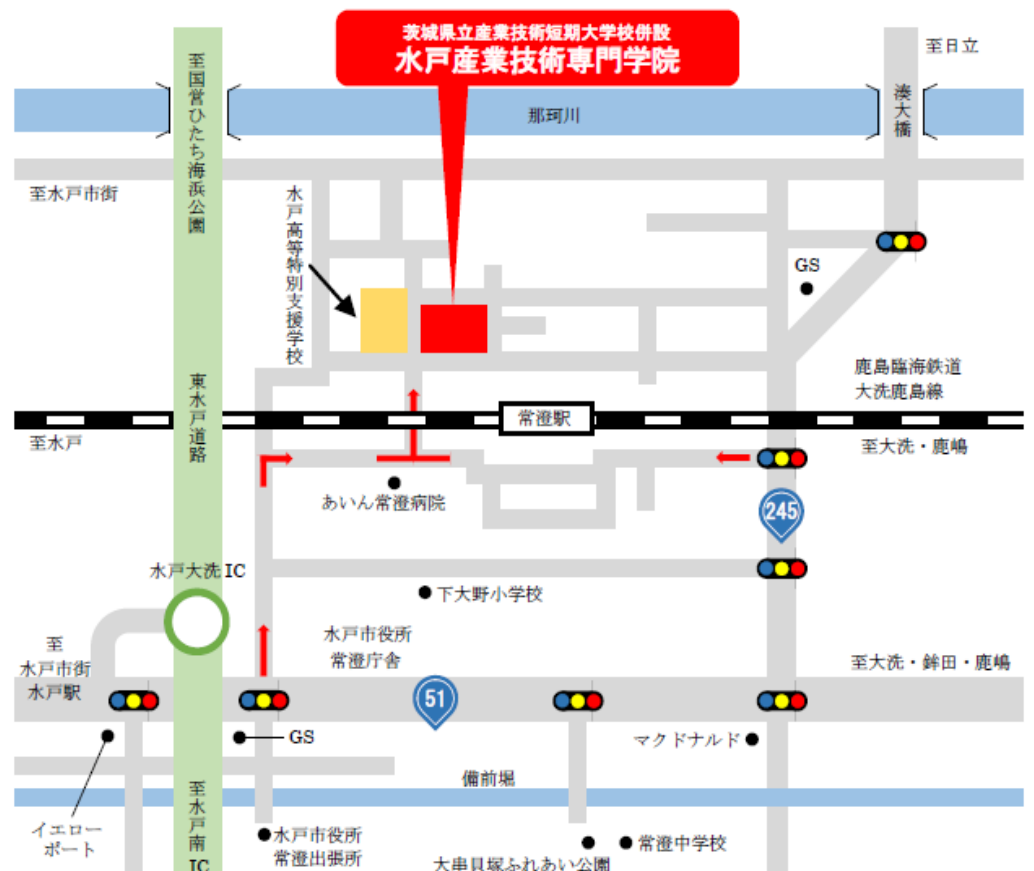 茨城県立産業技術短期大学校併設
水戸産業技術専門学院
至国営ひたち海浜公園
至日立
那珂川
湊大橋
至水戸市街
水戸高等特別支援学校
GS
東水戸道路
鹿島臨海鉄道
大洗鹿島線
常澄駅
至水戸
至大洗・鹿嶋
あいん常澄病院
245
水戸大洗IC
下大野小学校
水戸市役所
常澄庁舎
至
水戸市街
水戸駅
至大洗・鉾田・鹿嶋
51
GS
マクドナルド
備前堀
至水戸南IC
イエロー
ポート
水戸市役所
常澄出張所
常澄中学校
大串貝塚ふれあい公園